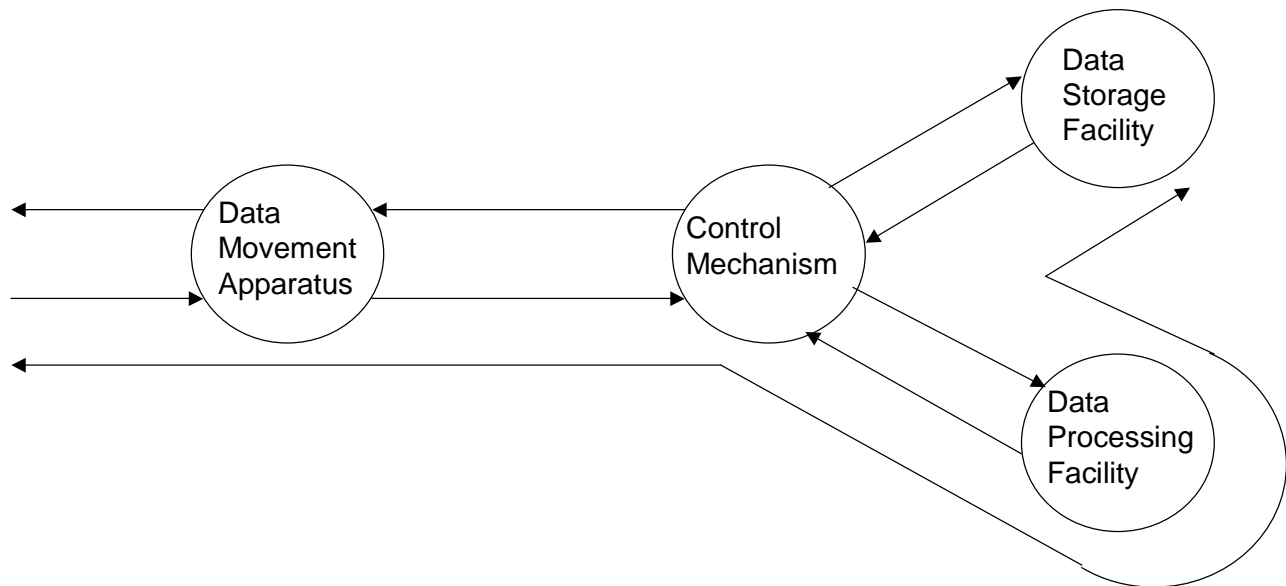 Data
Movement
Apparatus
Control
Mechanism
Data
Storage
Facility
Data
Processing
Facility